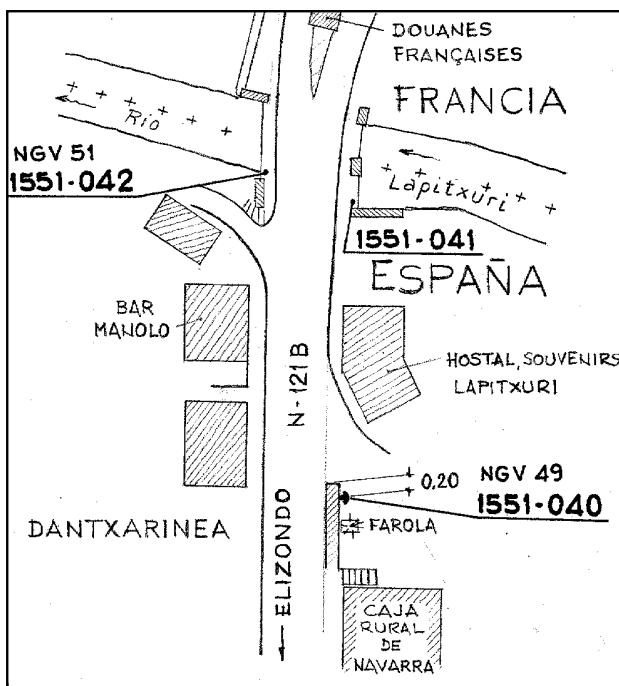 DOUANES
FRANÇAISES
FRANCIA
Rio
NGV 51
1551-042
Lapitxuri
1551-041
ESPAÑA
BAR
MANOLO
N-121B
HOSTAL, SOUVENIRS
LAPITXURI
0,20
NGV 49
1551-040
DANTXARINEA
ELIZONDO
FAROLA
CAJA
RURAL
DE
NAVARRA